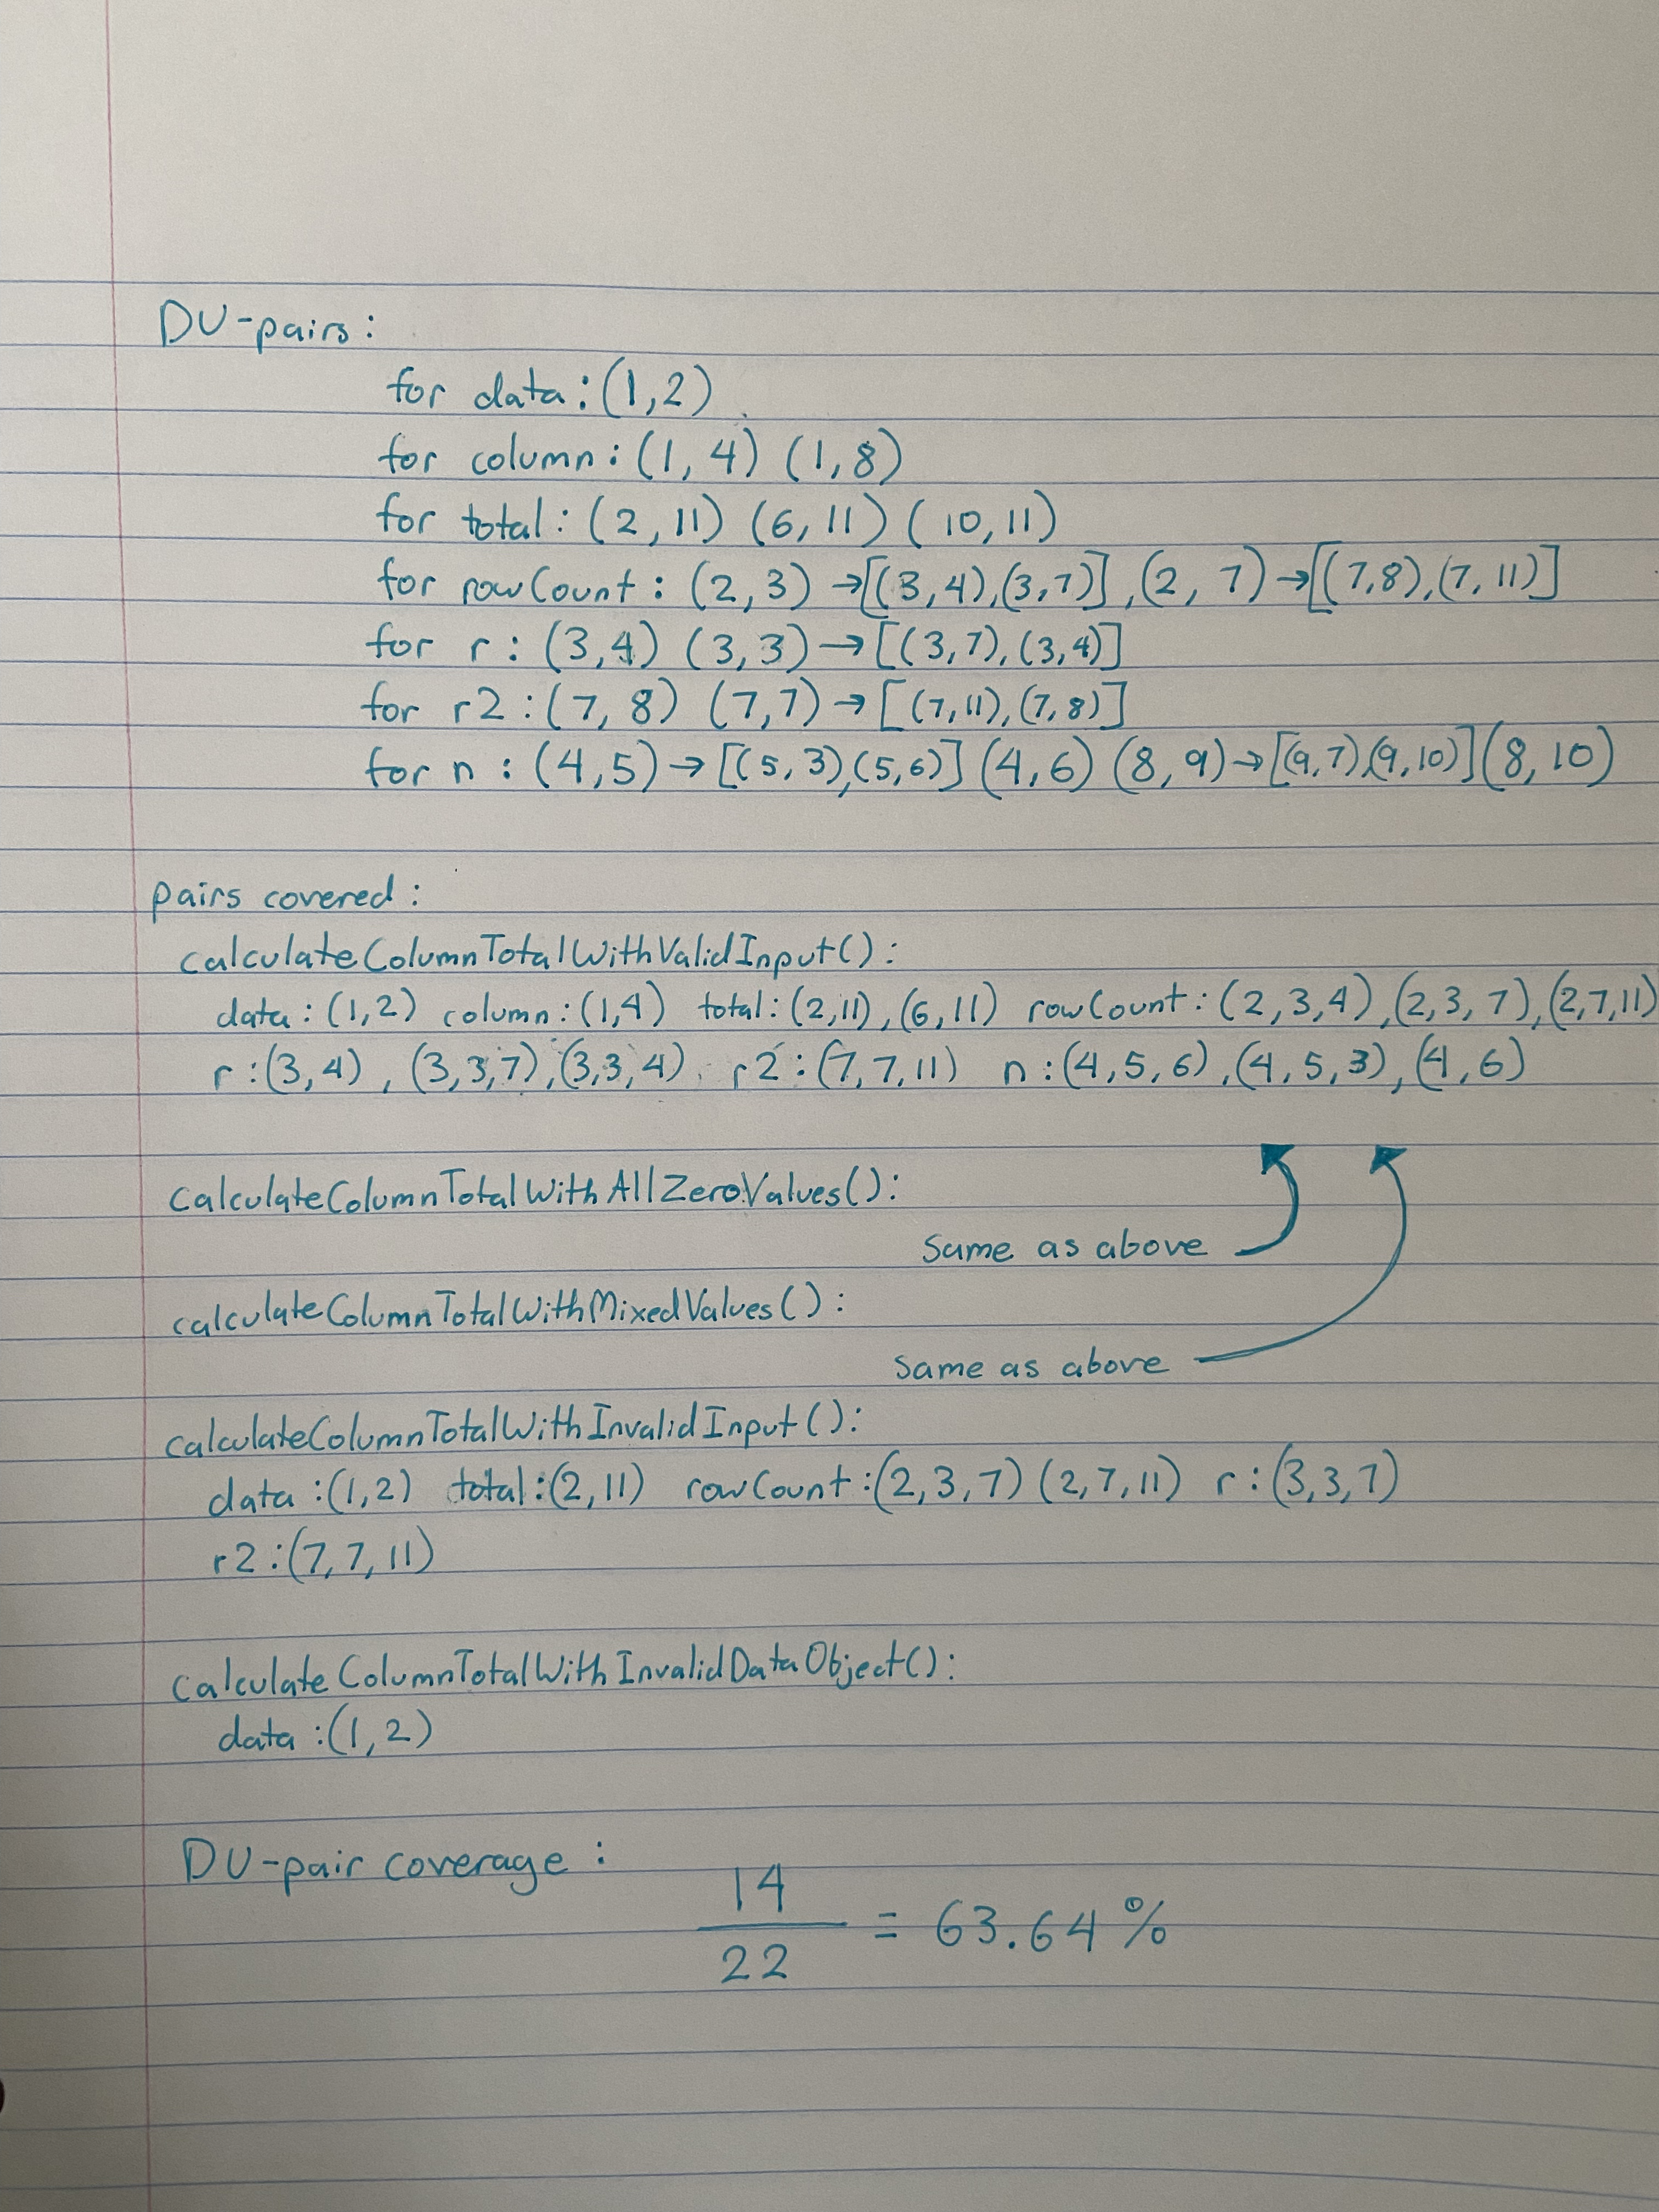 DU-pairs:
for data: (1,2)
for column: (1, 4) (1,8)
for total: (2,11) (6,11) (10,11)
for rowCount: (2,3) →[(3,4),(3,7)], (2, 7)→[(7,8),(7,11)]
for r: (3,4) (3,3)→[(3,7),(3,4)]
for r2: (7,8) (7,7)→[(7,11),(7,8)]
for n: (4,5)→[(5,3),(5,6)] (4,6) (8,9)→[(9,7),(9,10)] (8,10)
pairs covered:
calculateColumnTotalWithValidInput():
data: (1,2) column: (1,4) total: (2,11), (6,11) rowCount: (2,3,4), (2,3,7), (2,7,11)
r: (3,4), (3,3,7), (3,3,4) r2: (7,7,11) n: (4,5,6), (4,5,3), (4,6)
calculateColumnTotalWithAllZeroValues():
same as above
calculateColumnTotalWithMixedValues():
same as above
calculateColumnTotalWithInvalidInput():
data: (1,2) total: (2,11) rowCount: (2,3,7) (2,7,11) r: (3,3,7)
r2: (7,7,11)
calculateColumnTotalWithInvalidDataObject():
data: (1,2)
DU-pair coverage:
14
22 = 63.64%